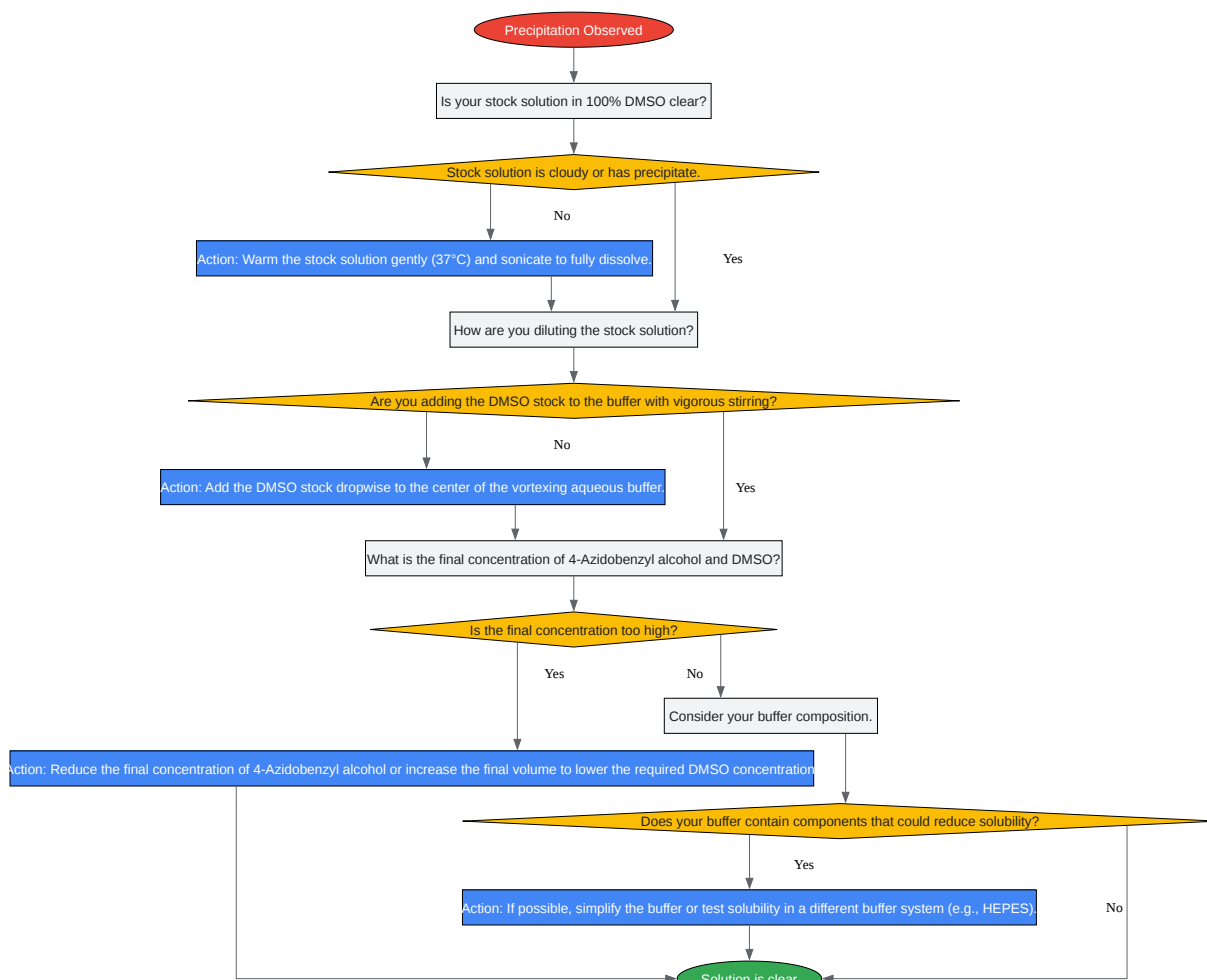 Precipitation Observed
Is your stock solution in 100% DMSO clear?
Stock solution is cloudy or has precipitate.
No
Action: Warm the stock solution gently (37°C) and sonicate to fully dissolve.
Yes
How are you diluting the stock solution?
Are you adding the DMSO stock to the buffer with vigorous stirring?
No
Action: Add the DMSO stock dropwise to the center of the vortexing aqueous buffer.
Yes
What is the final concentration of 4-Azidobenzyl alcohol and DMSO?
Is the final concentration too high?
Yes
No
Consider your buffer composition.
Action: Reduce the final concentration of 4-Azidobenzyl alcohol or increase the final volume to lower the required DMSO concentration.
Does your buffer contain components that could reduce solubility?
Yes
Action: If possible, simplify the buffer or test solubility in a different buffer system (e.g., HEPES).
No
Solution is clear